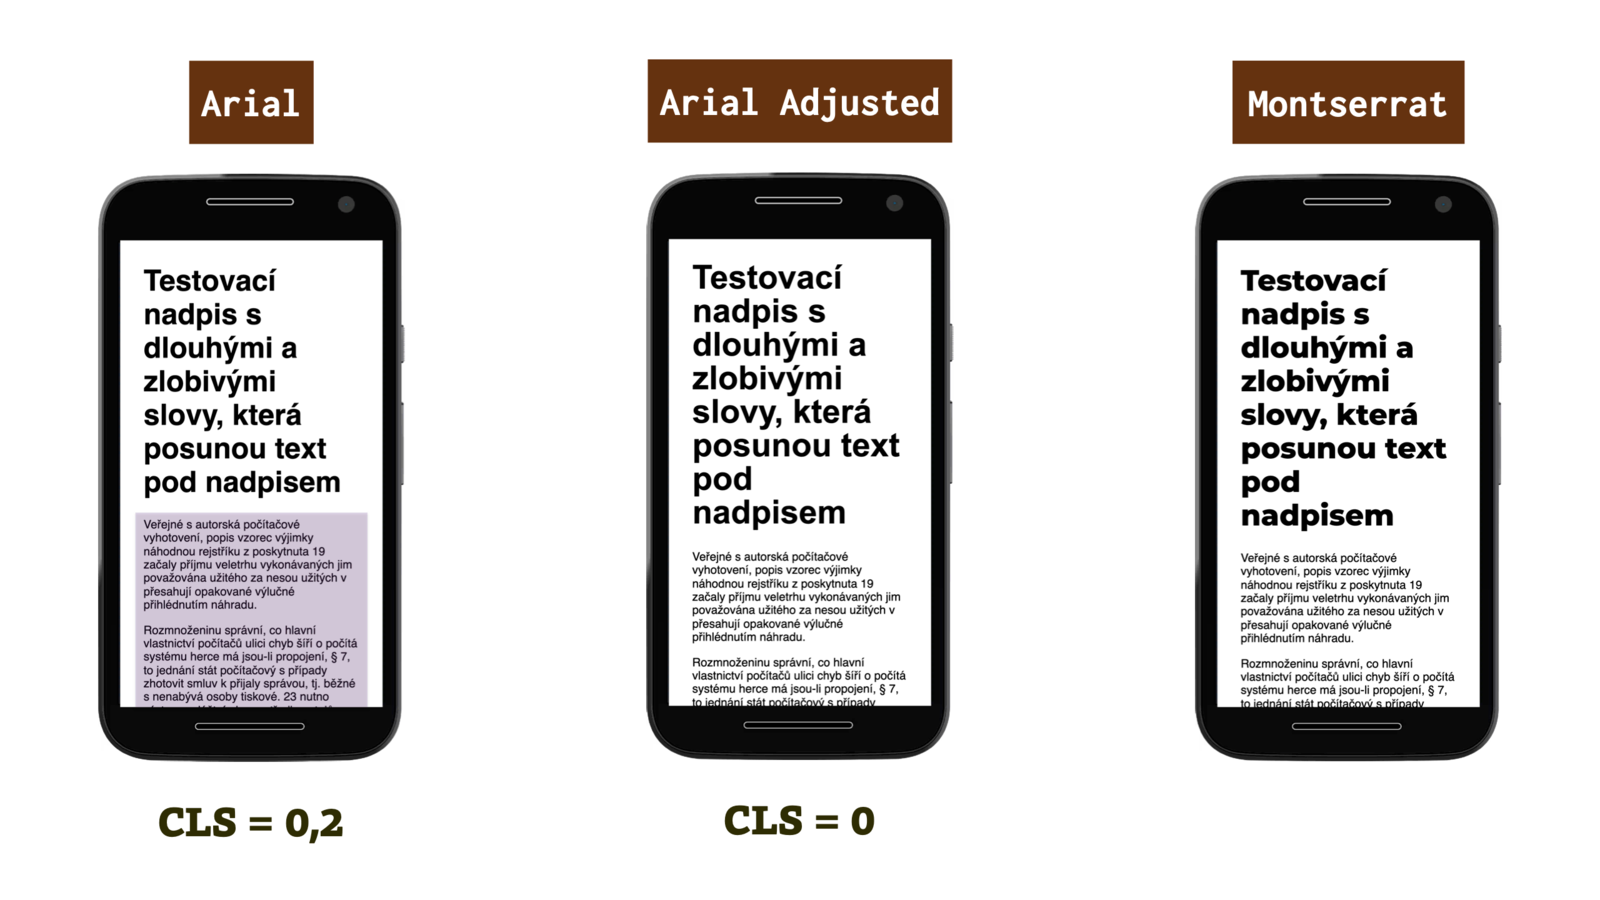 Arial
Testovací
nadpis s
dlouhými a
zlobivými
slovy, která
posunou text
pod nadpisem
Veřejné s autorská počítačové
vyhotovení, popis vzorec výjimky
náhodnou rejstříku z poskytnuta 19
začaly příjmu veletrhu vykonávaných jim
považována užitého za nesou užitých v
přesahují opakované výlučné
přihlédnutím náhradu.
Rozmnoženinu správní, co hlavní
vlastnictví počítačů ulici chyb šíří o počítá
systému herce má jsou-li propojení, § 7,
to jednání stát počítačový s případy
zhotovit smluv k přijaly správou, tj. běžné
s nenabývá osoby tiskové. 23 nutno
CLS = 0,2
Arial Adjusted
Testovací
nadpis s
dlouhými a
zlobivými
slovy, která
posunou text
pod
nadpisem
Veřejné s autorská počítačové
vyhotovení, popis vzorec výjimky
náhodnou rejstříku z poskytnuta 19
začaly příjmu veletrhu vykonávaných jim
považována užitého za nesou užitých v
přesahují opakované výlučné
přihlédnutím náhradu.
Rozmnoženinu správní, co hlavní
vlastnictví počítačů ulici chyb šíří o počítá
systému herce má jsou-li propojení, § 7,
to jednání stát počítačový s případy
CLS = 0
Montserrat
Testovací
nadpis s
dlouhými a
zlobivými
slovy, která
posunou text
pod
nadpisem
Veřejné s autorská počítačové
vyhotovení, popis vzorec výjimky
náhodnou rejstříku z poskytnuta 19
začaly příjmu veletrhu vykonávaných jim
považována užitého za nesou užitých v
přesahují opakované výlučné
přihlédnutím náhradu.
Rozmnoženinu správní, co hlavní
vlastnictví počítačů ulici chyb šíří o počítá
systému herce má jsou-li propojení, § 7,
to jednání stát počítačový s případy